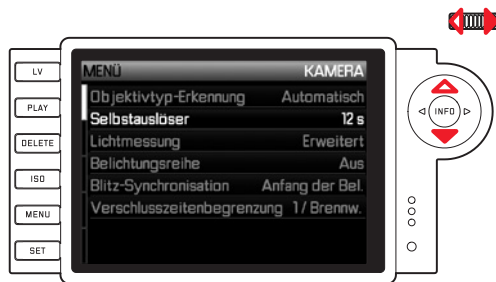 LV
PLAY
DELETE
ISO
MENU
SET
MENÜ KAMERA
Objektivtyp-Erkennung Automatisch
Selbstauslöser 12 s
Lichtmessung Erweitert
Belichtungsreihe Aus
Blitz-Synchronisation Anfang der Bel.
Verschlusszeitenbegrenzung 1/ Brennw.
INFO